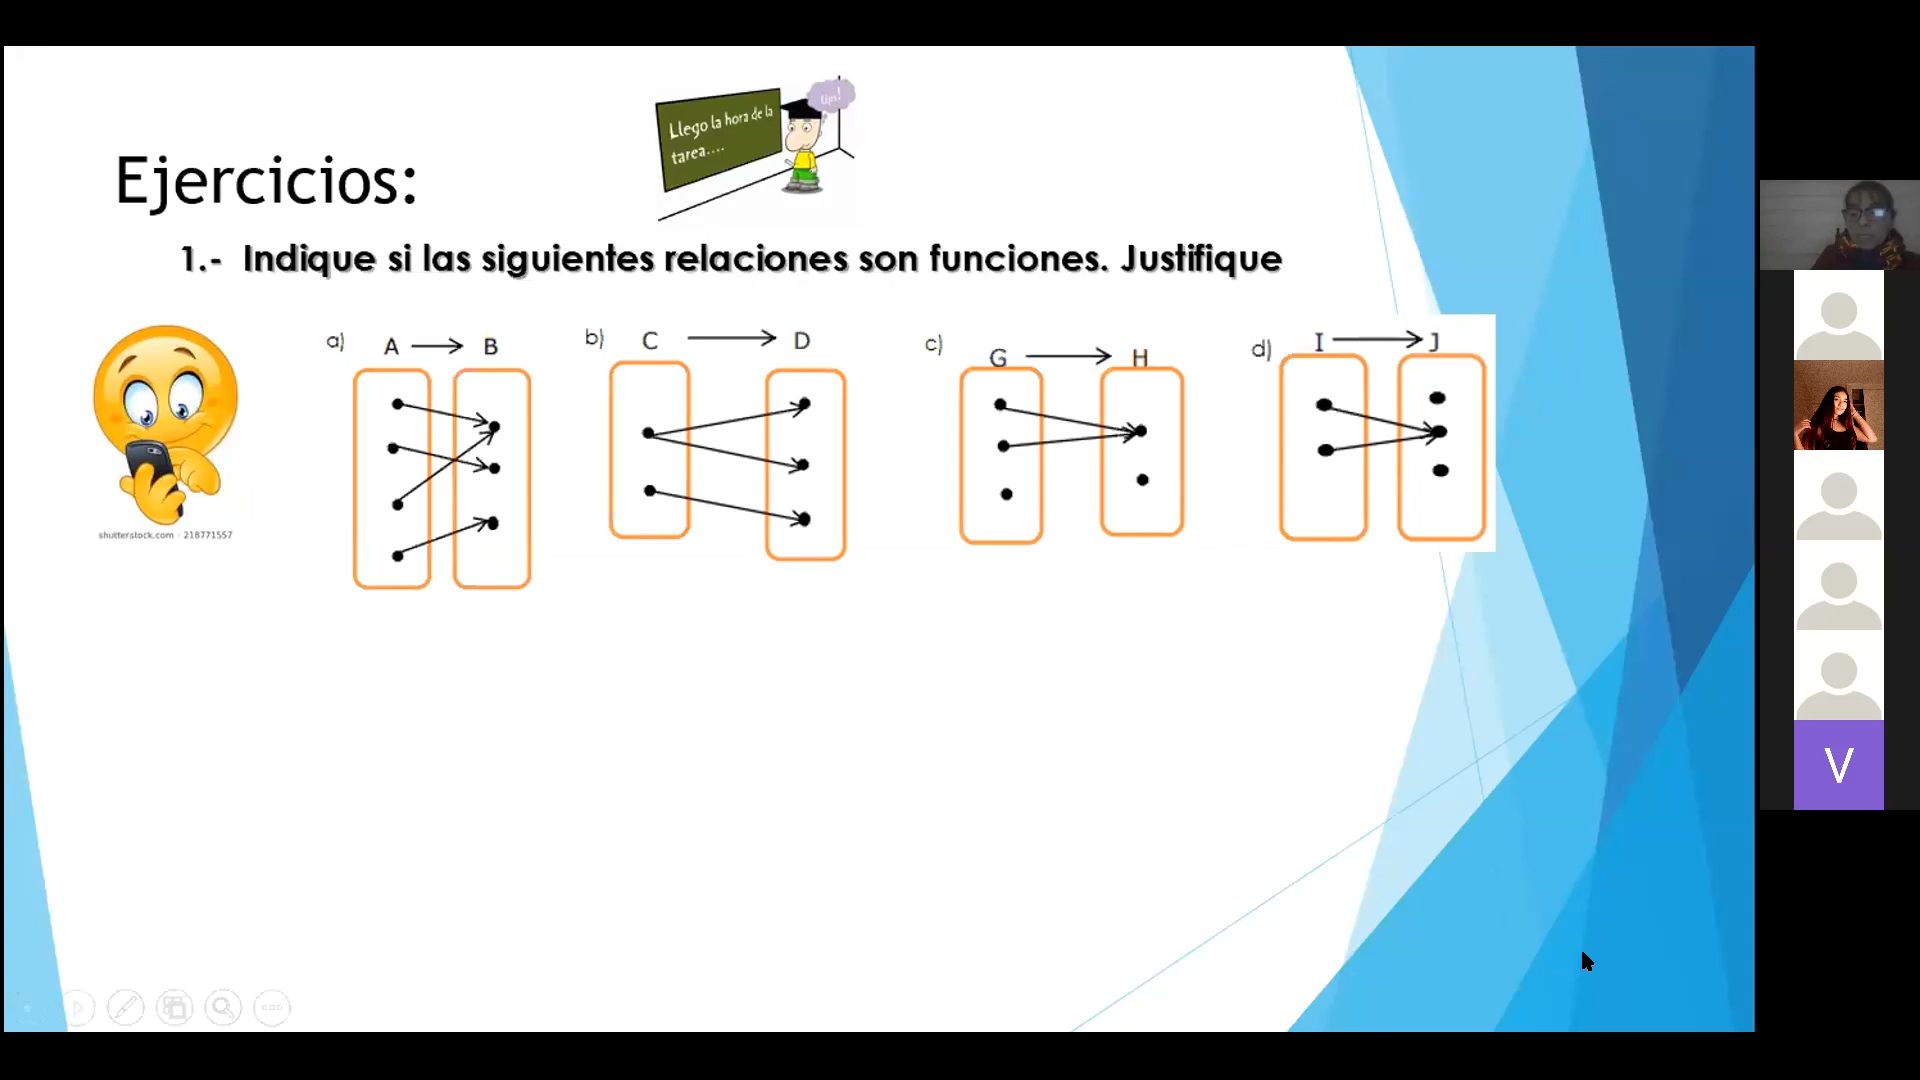 Llego la hora de la
tarea....
Ups!
Ejercicios:
1.- Indique si las siguientes relaciones son funciones. Justifique
a) A B
b) C D
c) G H
d) I J
shutterstock.com · 218771557
V